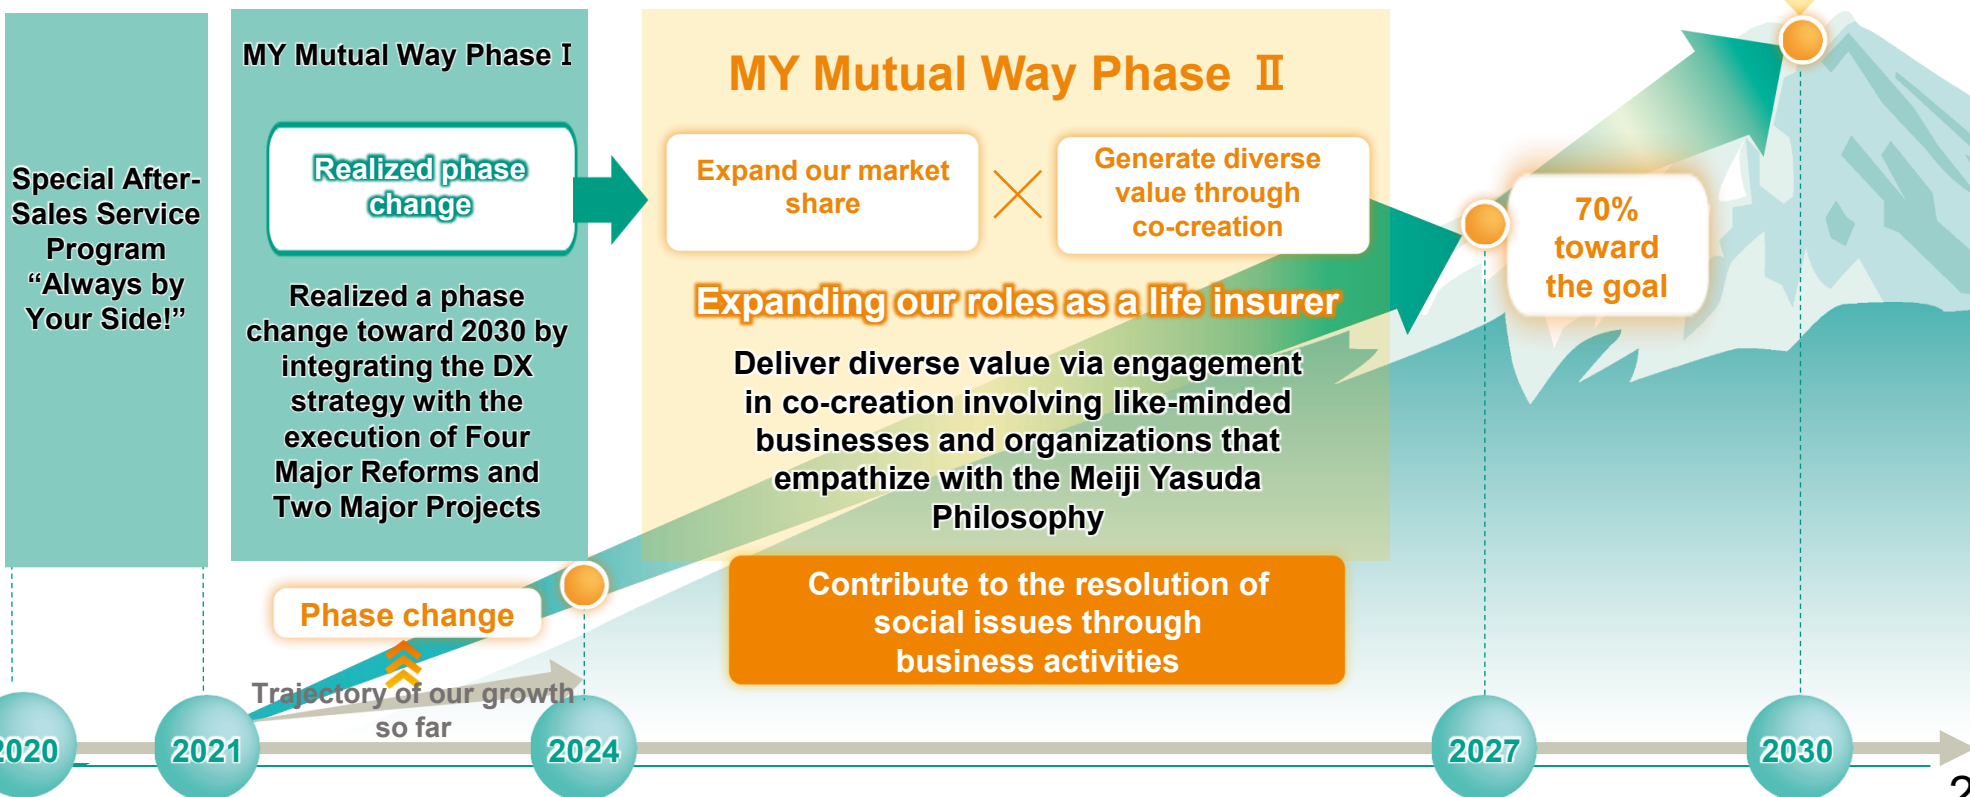 Special After-
Sales Service
Program
“Always by
Your Side!”
MY Mutual Way Phase Ⅰ
Realized phase
change
Realized a phase
change toward 2030 by
integrating the DX
strategy with the
execution of Four
Major Reforms and
Two Major Projects
MY Mutual Way Phase Ⅱ
Expand our market
share
Generate diverse
value through
co-creation
Expanding our roles as a life insurer
Deliver diverse value via engagement
in co-creation involving like-minded
businesses and organizations that
empathize with the Meiji Yasuda
Philosophy
Contribute to the resolution of
social issues through
business activities
70%
toward
the goal
Phase change
Trajectory of our growth
so far
2020
2021
2024
2027
2030